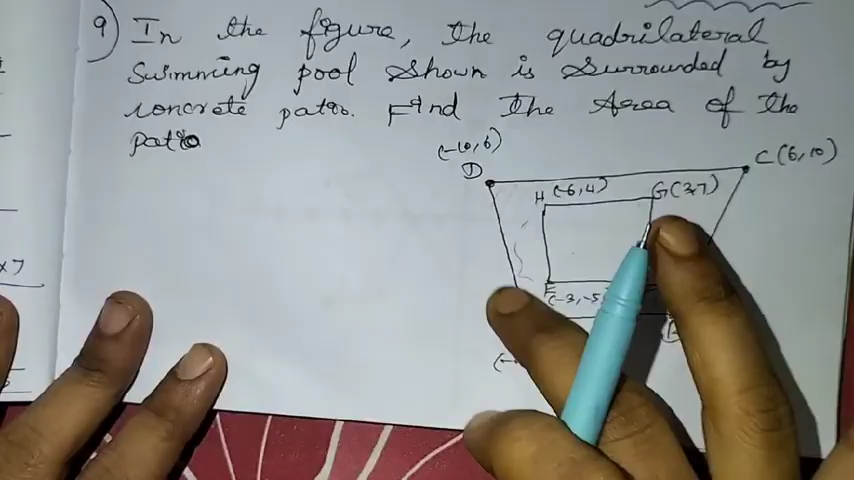 9) In the figure, the quadrilateral
swimming pool shown is surrounded by
concrete patio. Find the Area of the
patio
(-10, 6)
D
C (6, 10)
H (-6, 4) G (3, 7)
E
(-3, -5
(-
x 7